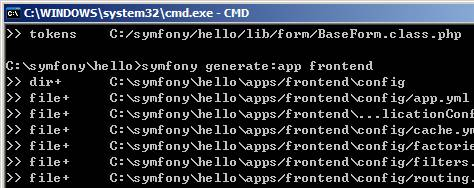 C:\WINDOWS\system32\cmd.exe - CMD
>> tokens    C:/symfony/hello/lib/form/BaseForm.class.php
C:\symfony\hello>symfony generate:app frontend
>> dir+      C:\symfony\hello\apps/frontend\config
>> file+     C:\symfony\hello\apps/frontend\config/app.yml
>> file+     C:\symfony\hello\apps/frontend\...licationConf
>> file+     C:\symfony\hello\apps/frontend\config/cache.ym
>> file+     C:\symfony\hello\apps/frontend\config/factorie
>> file+     C:\symfony\hello\apps/frontend\config/filters.
>> file+     C:\symfony\hello\apps/frontend\config/routing.